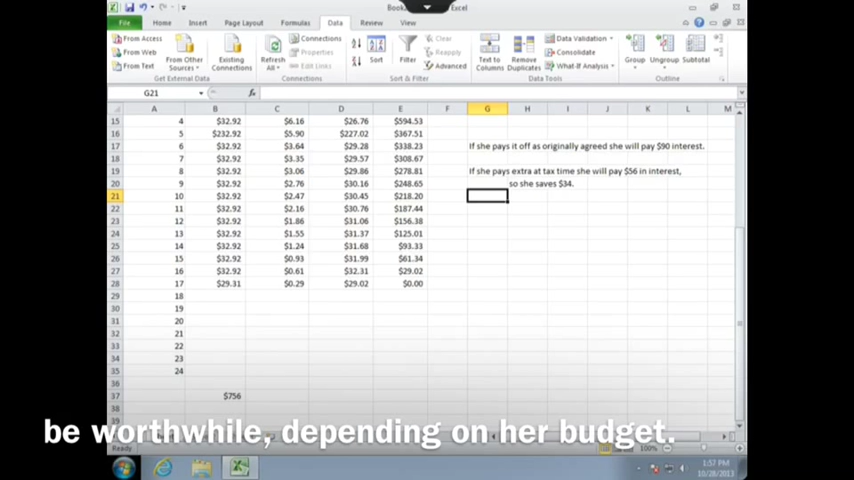 Book
Excel
File Home Insert Page Layout Formulas Data Review View
From Access
From Web
From Text
From Other Sources
Existing Connections
Get External Data
Refresh All
Connections
Properties
Edit Links
Connections
Sort
Filter
Clear
Reapply
Advanced
Sort & Filter
Text to Columns
Remove Duplicates
Data Validation
Consolidate
What-If Analysis
Data Tools
Group
Ungroup
Subtotal
Outline
G21 fx
A B C D E F G H I J K L M
15 4 $32.92 $6.16 $26.76 $594.53
16 5 $232.92 $5.90 $227.02 $367.51
17 6 $32.92 $3.64 $29.28 $338.23 If she pays it off as originally agreed she will pay $90 interest.
18 7 $32.92 $3.35 $29.57 $308.67
19 8 $32.92 $3.06 $29.86 $278.81 If she pays extra at tax time she will pay $56 in interest,
20 9 $32.92 $2.76 $30.16 $248.65 so she saves $34.
21 10 $32.92 $2.47 $30.45 $218.20
22 11 $32.92 $2.16 $30.76 $187.44
23 12 $32.92 $1.86 $31.06 $156.38
24 13 $32.92 $1.55 $31.37 $125.01
25 14 $32.92 $1.24 $31.68 $93.33
26 15 $32.92 $0.93 $31.99 $61.34
27 16 $32.92 $0.61 $32.31 $29.02
28 17 $29.31 $0.29 $29.02 $0.00
29 18
30 19
31 20
32 21
33 22
34 23
35 24
36
37 $756
38
39
be worthwhile, depending on her budget.
Ready 100%
1:57 PM
10/28/2013